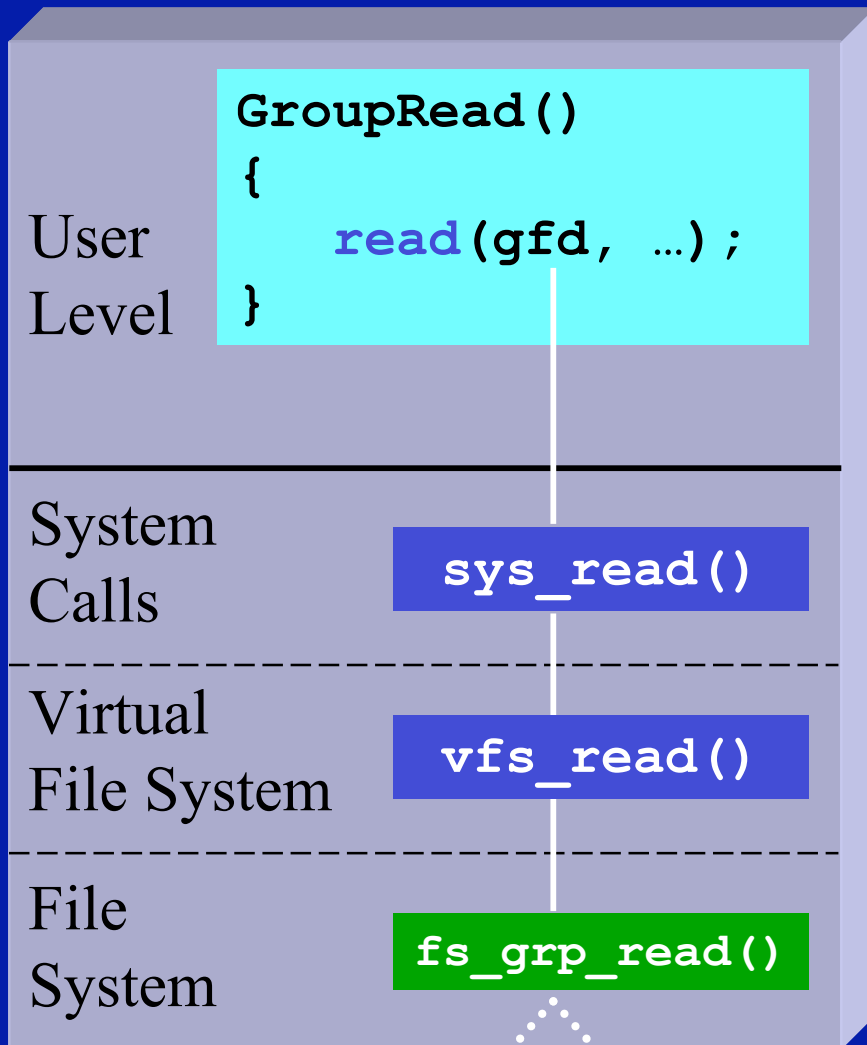 GroupRead()
{
read(gfd, …);
}
User
Level
System
Calls
sys_read()
Virtual
File System
vfs_read()
File
System
fs_grp_read()